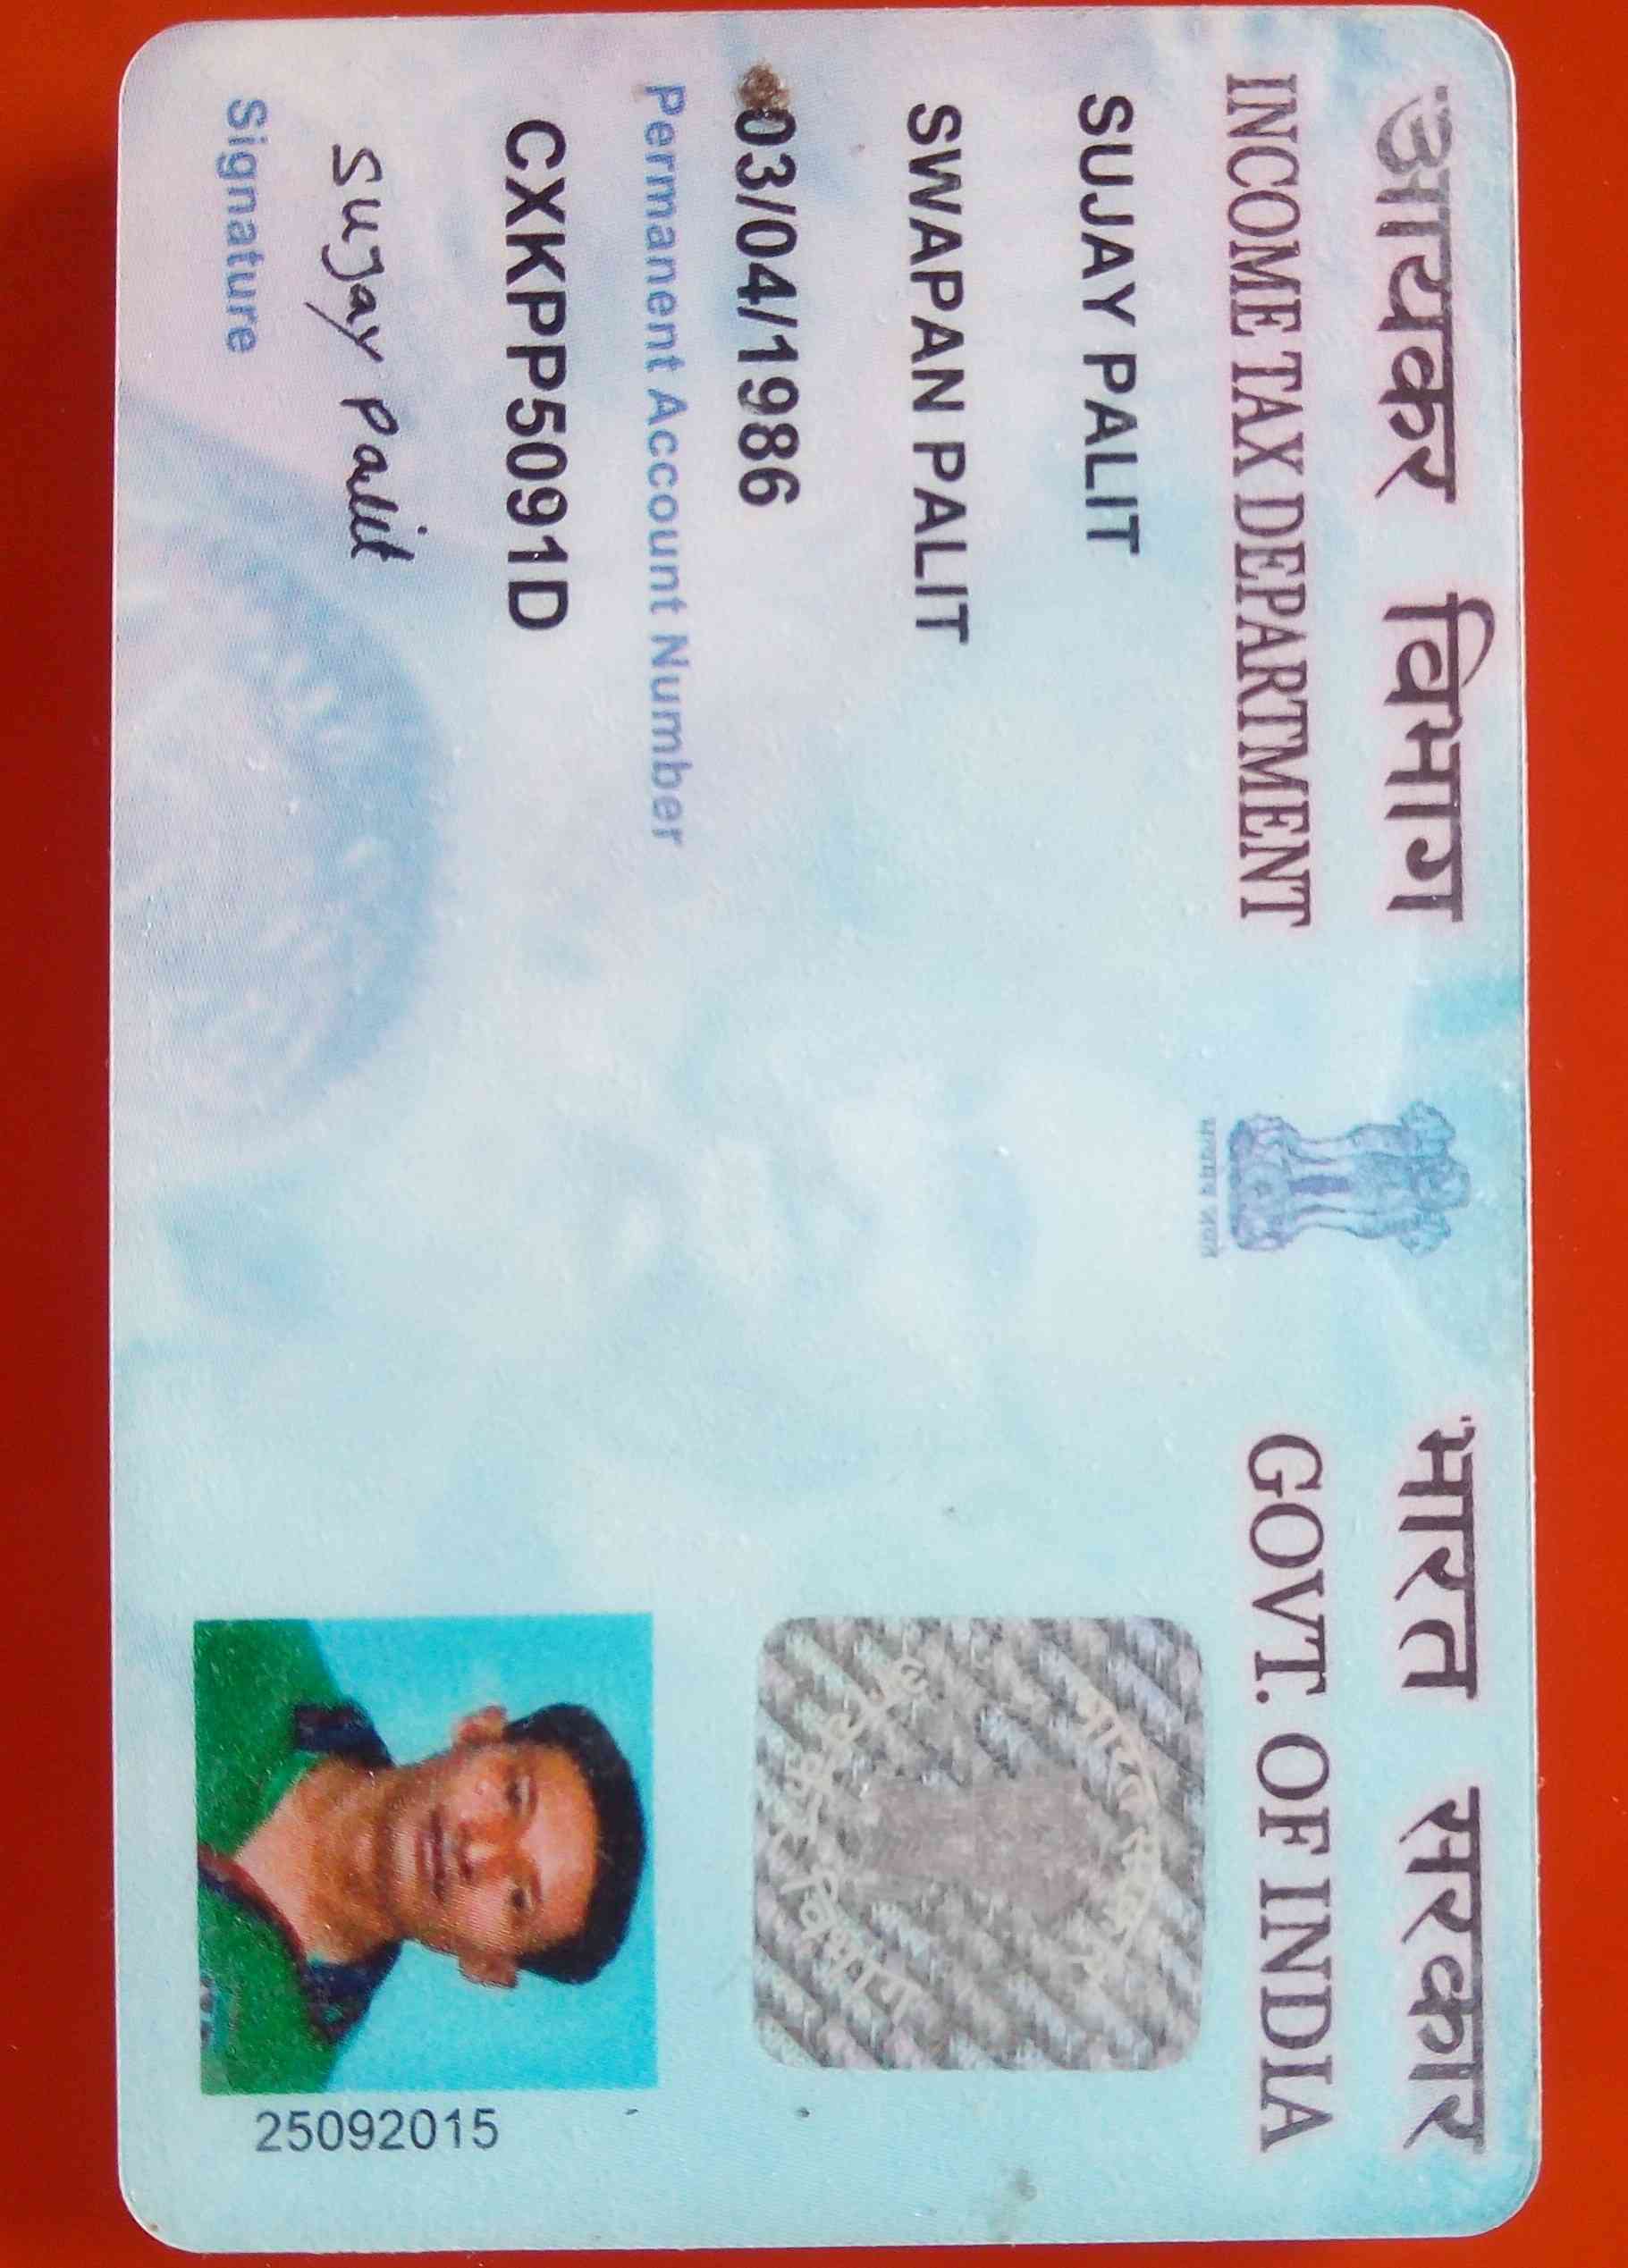 आयकर विभाग
INCOME TAX DEPARTMENT
भारत सरकार
GOVT. OF INDIA
सत्यमेव जयते
SUJAY PALIT
SWAPAN PALIT
03/04/1986
Permanent Account Number
CXKPP5091D
Sujay Palit
Signature
भारत
विभाग
25092015